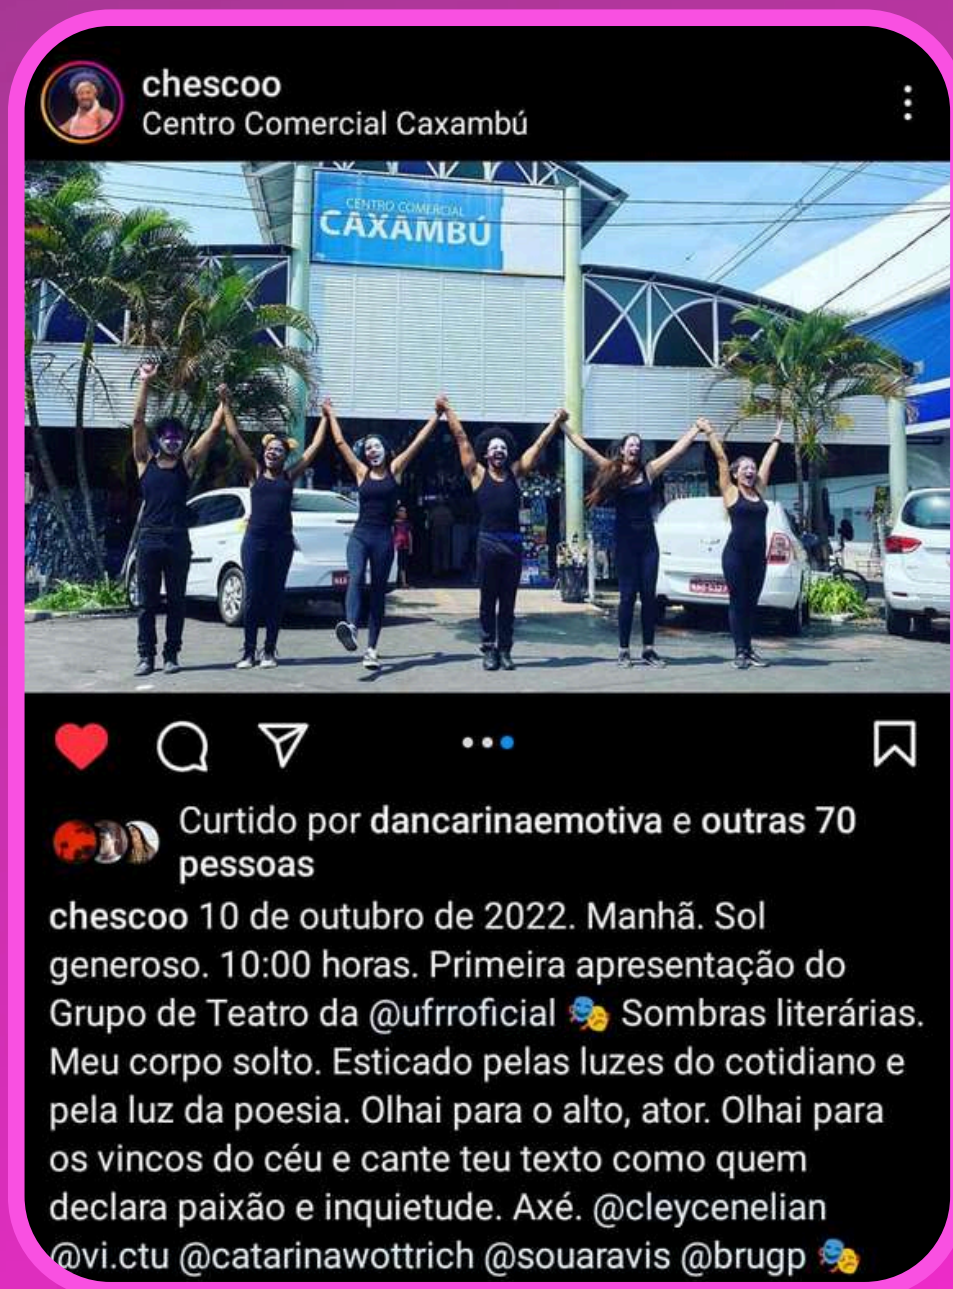 chescoo
Centro Comercial Caxambú
CENTRO COMERCIAL
CAXAMBÚ
Curtido por dancarinaemotiva e outras 70
pessoas
chescoo 10 de outubro de 2022. Manhã. Sol
generoso. 10:00 horas. Primeira apresentação do
Grupo de Teatro da @ufrroficial 🎭 Sombras literárias.
Meu corpo solto. Esticado pelas luzes do cotidiano e
pela luz da poesia. Olhai para o alto, ator. Olhai para
os vincos do céu e cante teu texto como quem
declara paixão e inquietude. Axé. @cleycenelian
@vi.ctu @catarinawottrich @souaravis @brugp 🎭